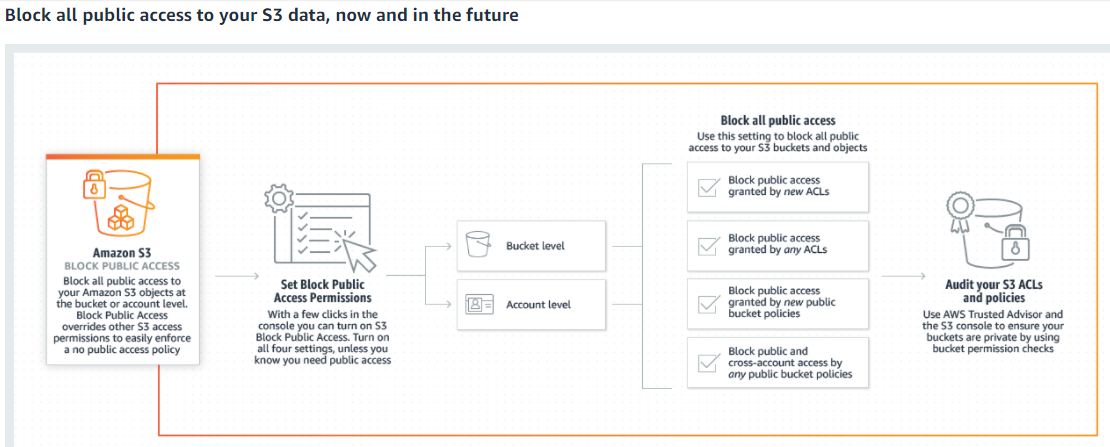 Block all public access to your S3 data, now and in the future
Amazon S3
BLOCK PUBLIC ACCESS
Block all public access to
your Amazon S3 objects at
the bucket or account level.
Block Public Access
overrides other S3 access
permissions to easily enforce
a no public access policy
Set Block Public
Access Permissions
With a few clicks in the
console you can turn on S3
Block Public Access. Turn on
all four settings, unless you
know you need public access
Bucket level
Account level
Block all public access
Use this setting to block all public
access to your S3 buckets and objects
Block public access
granted by new ACLs
Block public access
granted by any ACLs
Block public access
granted by new public
bucket policies
Block public and
cross-account access by
any public bucket policies
Audit your S3 ACLs
and policies
Use AWS Trusted Advisor and
the S3 console to ensure your
buckets are private by using
bucket permission checks